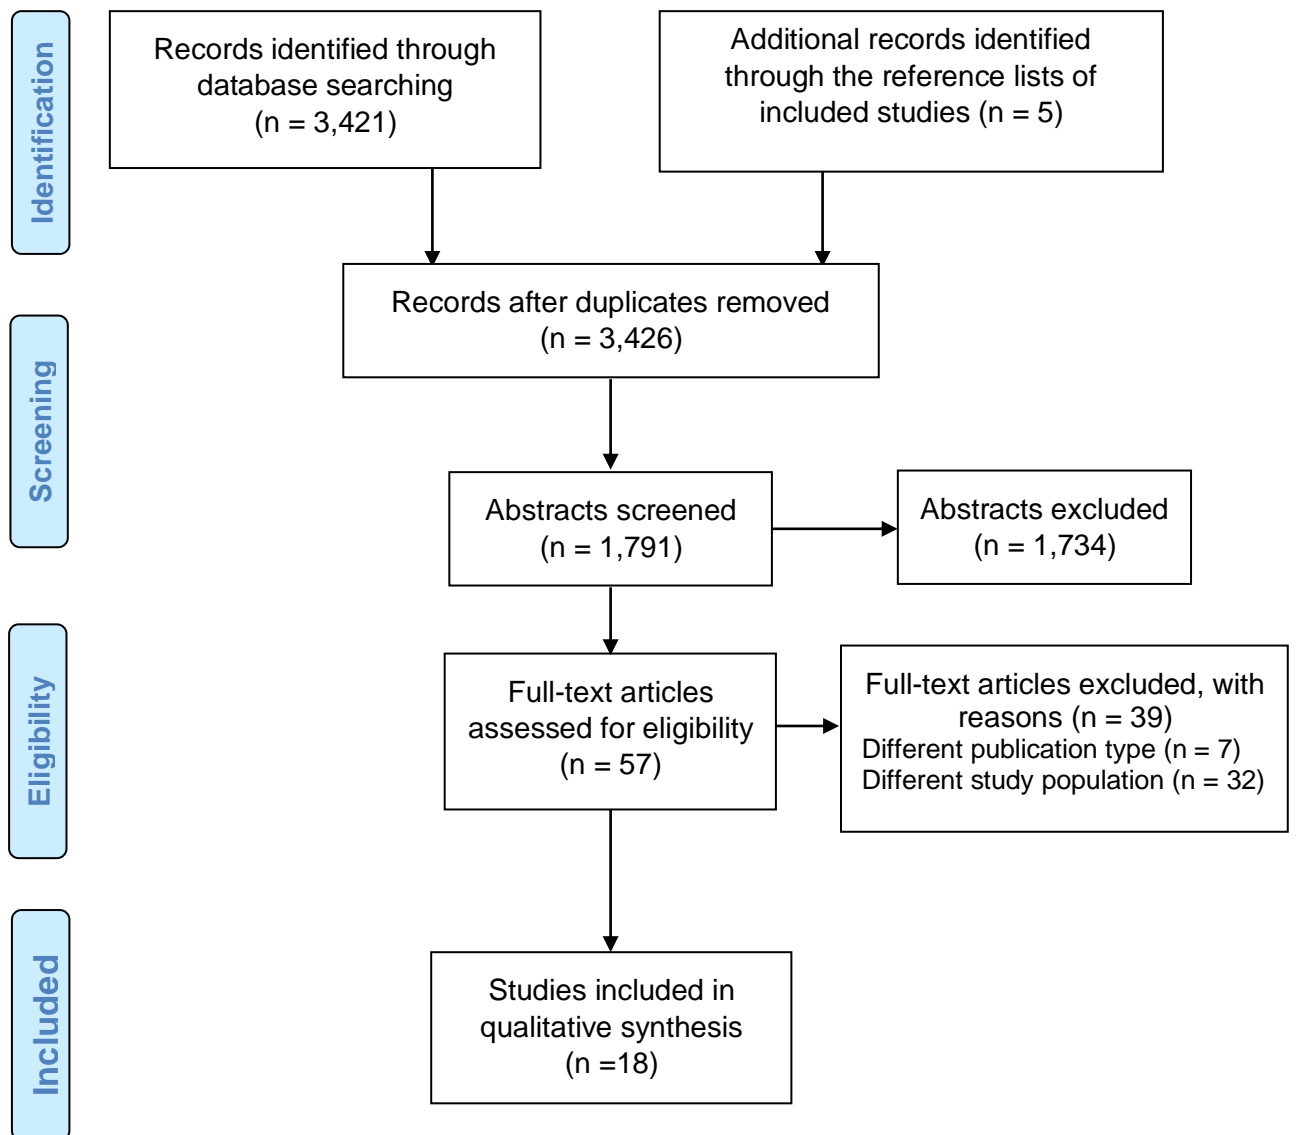 Identification
Records identified through
database searching
(n = 3,421)
Additional records identified
through the reference lists of
included studies (n = 5)
Records after duplicates removed
(n = 3,426)
Screening
Abstracts screened
(n = 1,791)
Abstracts excluded
(n = 1,734)
Eligibility
Full-text articles
assessed for eligibility
(n = 57)
Full-text articles excluded, with
reasons (n = 39)
Different publication type (n = 7)
Different study population (n = 32)
Included
Studies included in
qualitative synthesis
(n =18)